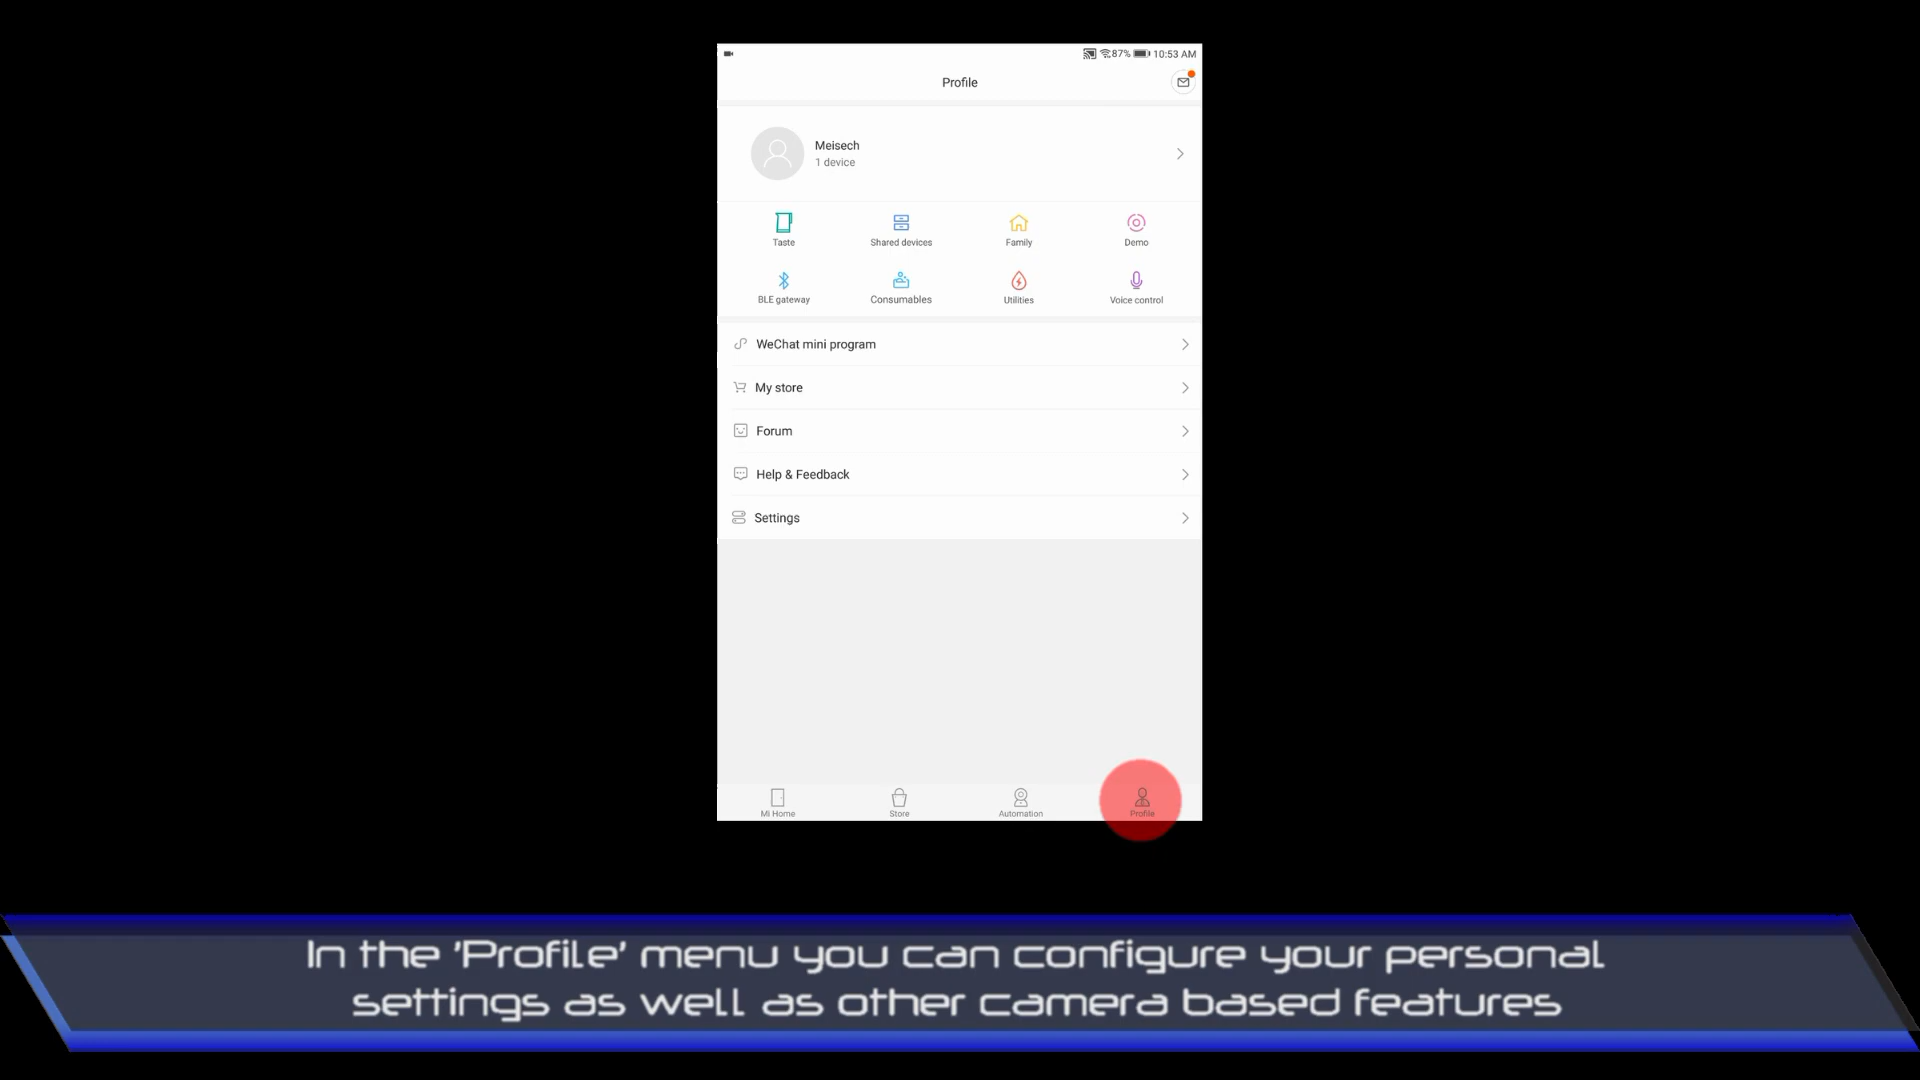 87% 10:53 AM
Profile
Meisech
1 device
Taste Shared devices Family Demo
BLE gateway Consumables Utilities Voice control
WeChat mini program
My store
Forum
Help & Feedback
Settings
Mi Home Store Automation Profile
In the 'Profile' menu you can configure your personal
settings as well as other camera based features